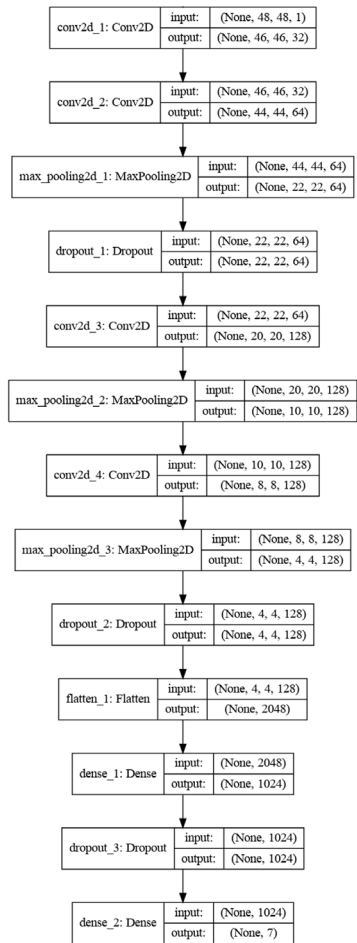 conv2d_1: Conv2D
input: (None, 48, 48, 1)
output: (None, 46, 46, 32)
conv2d_2: Conv2D
input: (None, 46, 46, 32)
output: (None, 44, 44, 64)
max_pooling2d_1: MaxPooling2D
input: (None, 44, 44, 64)
output: (None, 22, 22, 64)
dropout_1: Dropout
input: (None, 22, 22, 64)
output: (None, 22, 22, 64)
conv2d_3: Conv2D
input: (None, 22, 22, 64)
output: (None, 20, 20, 128)
max_pooling2d_2: MaxPooling2D
input: (None, 20, 20, 128)
output: (None, 10, 10, 128)
conv2d_4: Conv2D
input: (None, 10, 10, 128)
output: (None, 8, 8, 128)
max_pooling2d_3: MaxPooling2D
input: (None, 8, 8, 128)
output: (None, 4, 4, 128)
dropout_2: Dropout
input: (None, 4, 4, 128)
output: (None, 4, 4, 128)
flatten_1: Flatten
input: (None, 4, 4, 128)
output: (None, 2048)
dense_1: Dense
input: (None, 2048)
output: (None, 1024)
dropout_3: Dropout
input: (None, 1024)
output: (None, 1024)
dense_2: Dense
input: (None, 1024)
output: (None, 7)